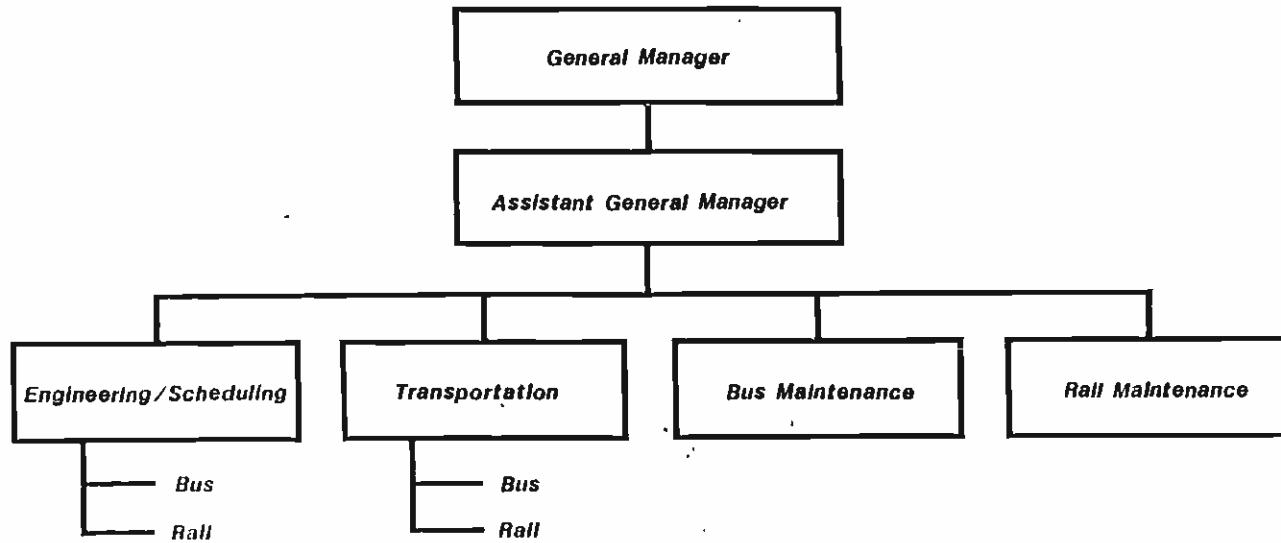 General Manager
Assistant General Manager
Engineering/Scheduling
Transportation
Bus Maintenance
Rail Maintenance
Bus
Rail
Bus
Rail